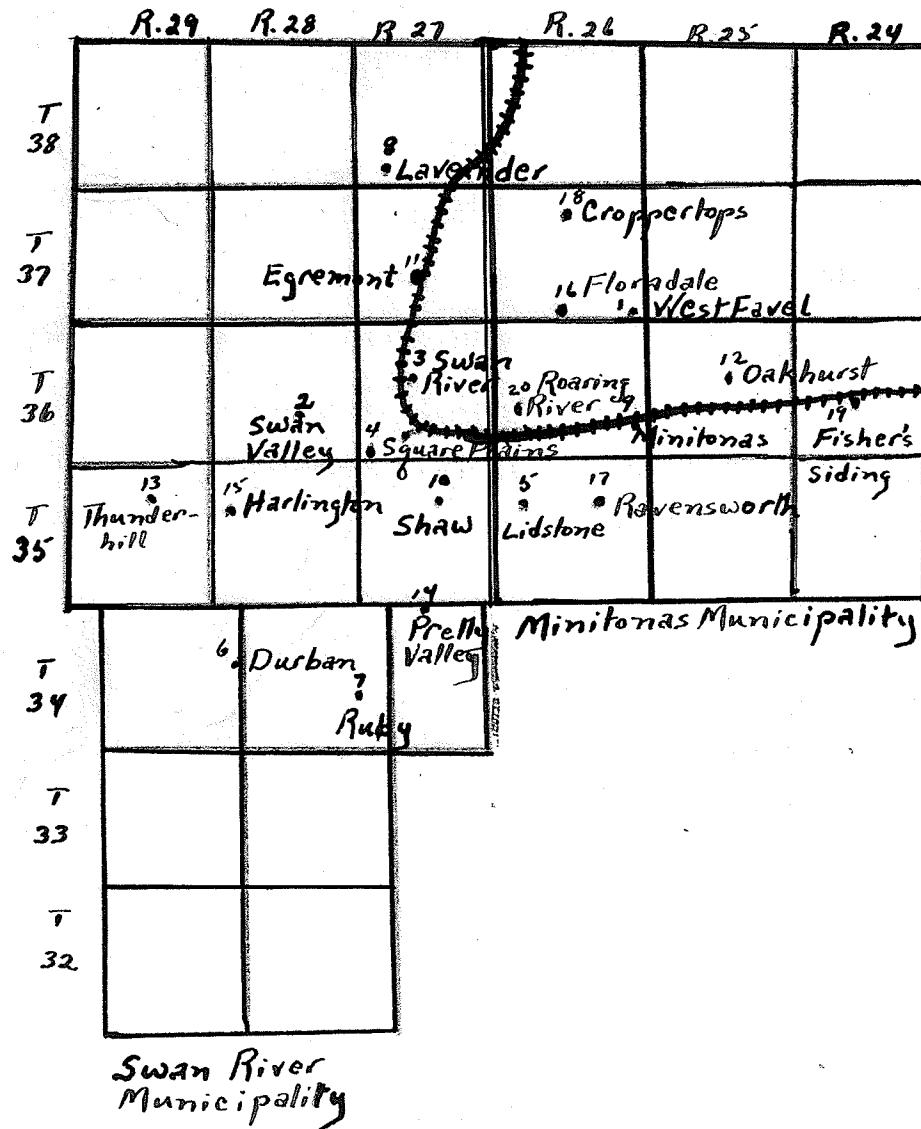 R.29 R.28 R 27 R.26 R.25 R.24
T
38
8
Lavender
18 Croppertops
T
37
Egremont 11
16 Floradale
1 West Favel
T
36
3 Swan
River
20 Roaring
River 9
12 Oakhurst
2
Swan
Valley
4
Square Plains
Minitonas
19
Fisher's
Siding
T
35
13
Thunder-
hill
15 Harlington
10
Shaw
5
Lidstone
17
Ravensworth
14
Pretty
Valley
Minitonas Municipality
T
34
6 Durban
7
Ruby
T
33
T
32
Swan River
Municipality